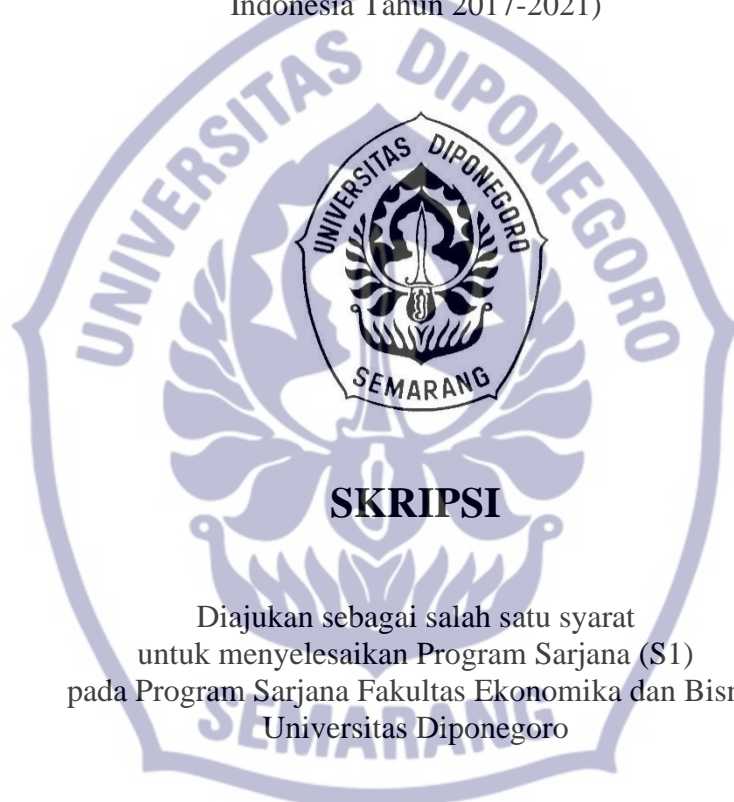 Indonesia Tahun 2017-2021)
UNIVERSITAS DIPONEGORO
SEMARANG
UNIVERSITAS DIPONEGORO
SEMARANG
SKRIPSI
Diajukan sebagai salah satu syarat
untuk menyelesaikan Program Sarjana (S1)
pada Program Sarjana Fakultas Ekonomika dan Bisn
Universitas Diponegoro